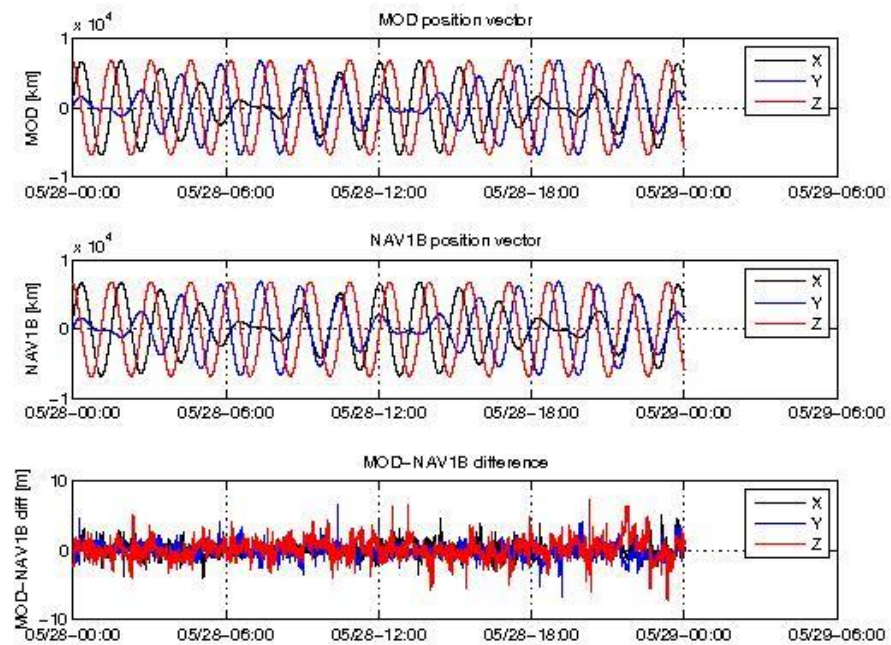 MOD position vector
x 10^4
1
0
−1
MOD [km]
X
Y
Z
05/28−00:00 05/28−06:00 05/28−12:00 05/28−18:00 05/29−00:00 05/29−06:00
NAV1B position vector
x 10^4
1
0
−1
NAV1B [km]
X
Y
Z
05/28−00:00 05/28−06:00 05/28−12:00 05/28−18:00 05/29−00:00 05/29−06:00
MOD−NAV1B difference
10
0
−10
MOD−NAV1B diff [m]
X
Y
Z
05/28−00:00 05/28−06:00 05/28−12:00 05/28−18:00 05/29−00:00 05/29−06:00